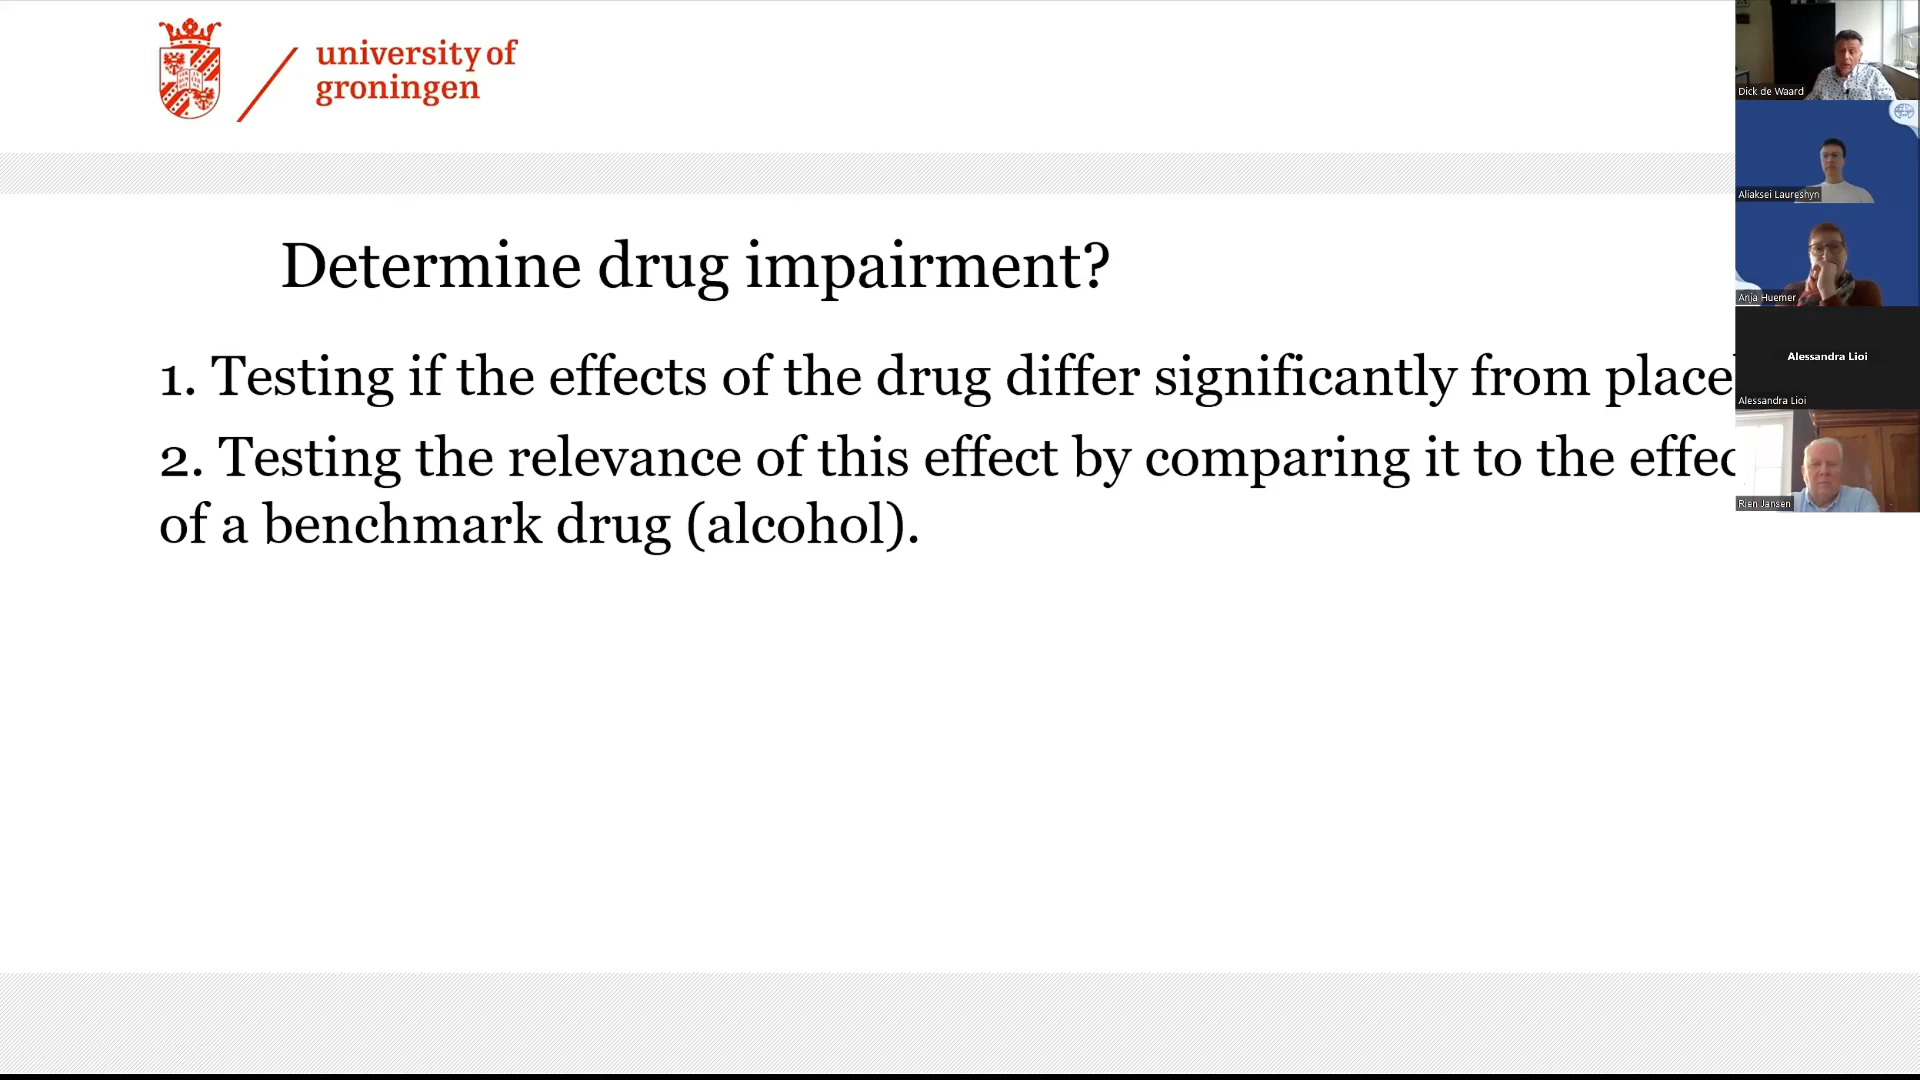 university of
groningen
Determine drug impairment?
1. Testing if the effects of the drug differ significantly from
2. Testing the relevance of this effect by comparing it to the
of a benchmark drug (alcohol).
Dick de Waard
Aliaksei Laureshyn
Anja Huemer
Alessandra Lioi
Alessandra Lioi
Rien Jansen